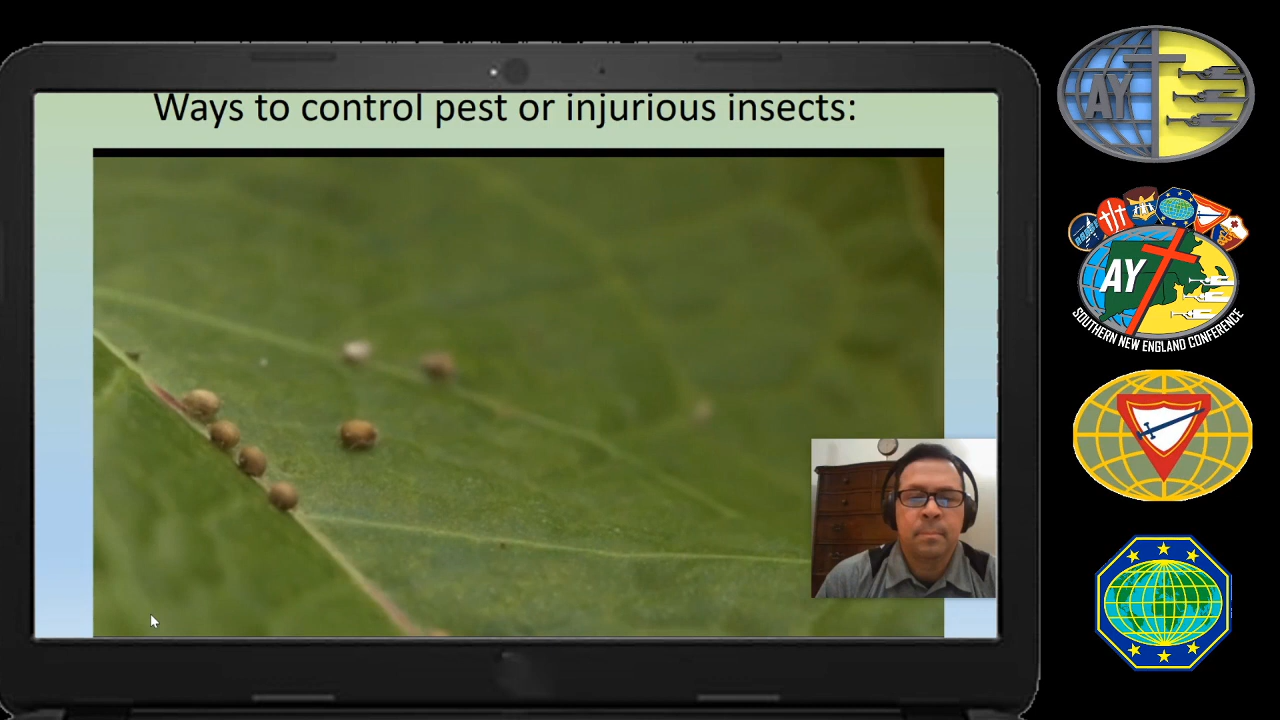 Ways to control pest or injurious insects:
AY
AY
SOUTHERN NEW ENGLAND CONFERENCE